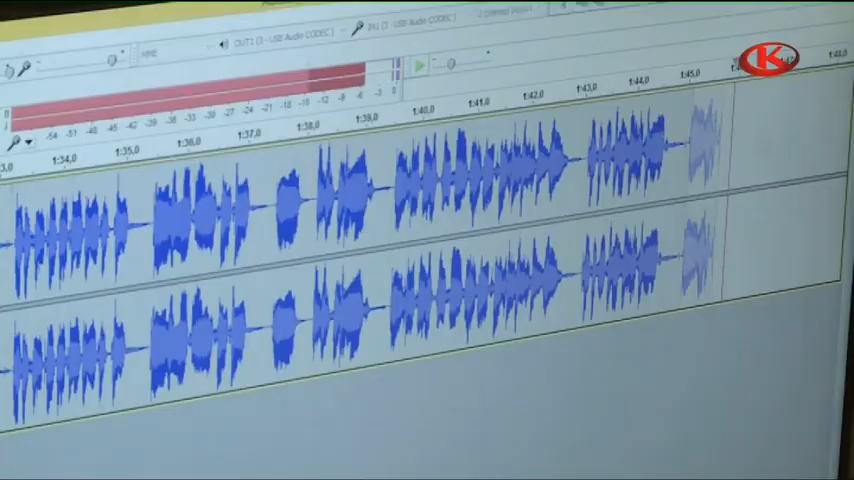 MME OUT1 (3 - USB Audio CODEC) IN1 (3 - USB Audio CODEC)
K
-54 -51 -48 -45 -42 -39 -36 -33 -30 -27 -24 -21 -18 -15 -12 -9 -6 -3 0
3,0 1:34,0 1:35,0 1:36,0 1:37,0 1:38,0 1:39,0 1:40,0 1:41,0 1:42,0 1:43,0 1:44,0 1:45,0 1:48,0